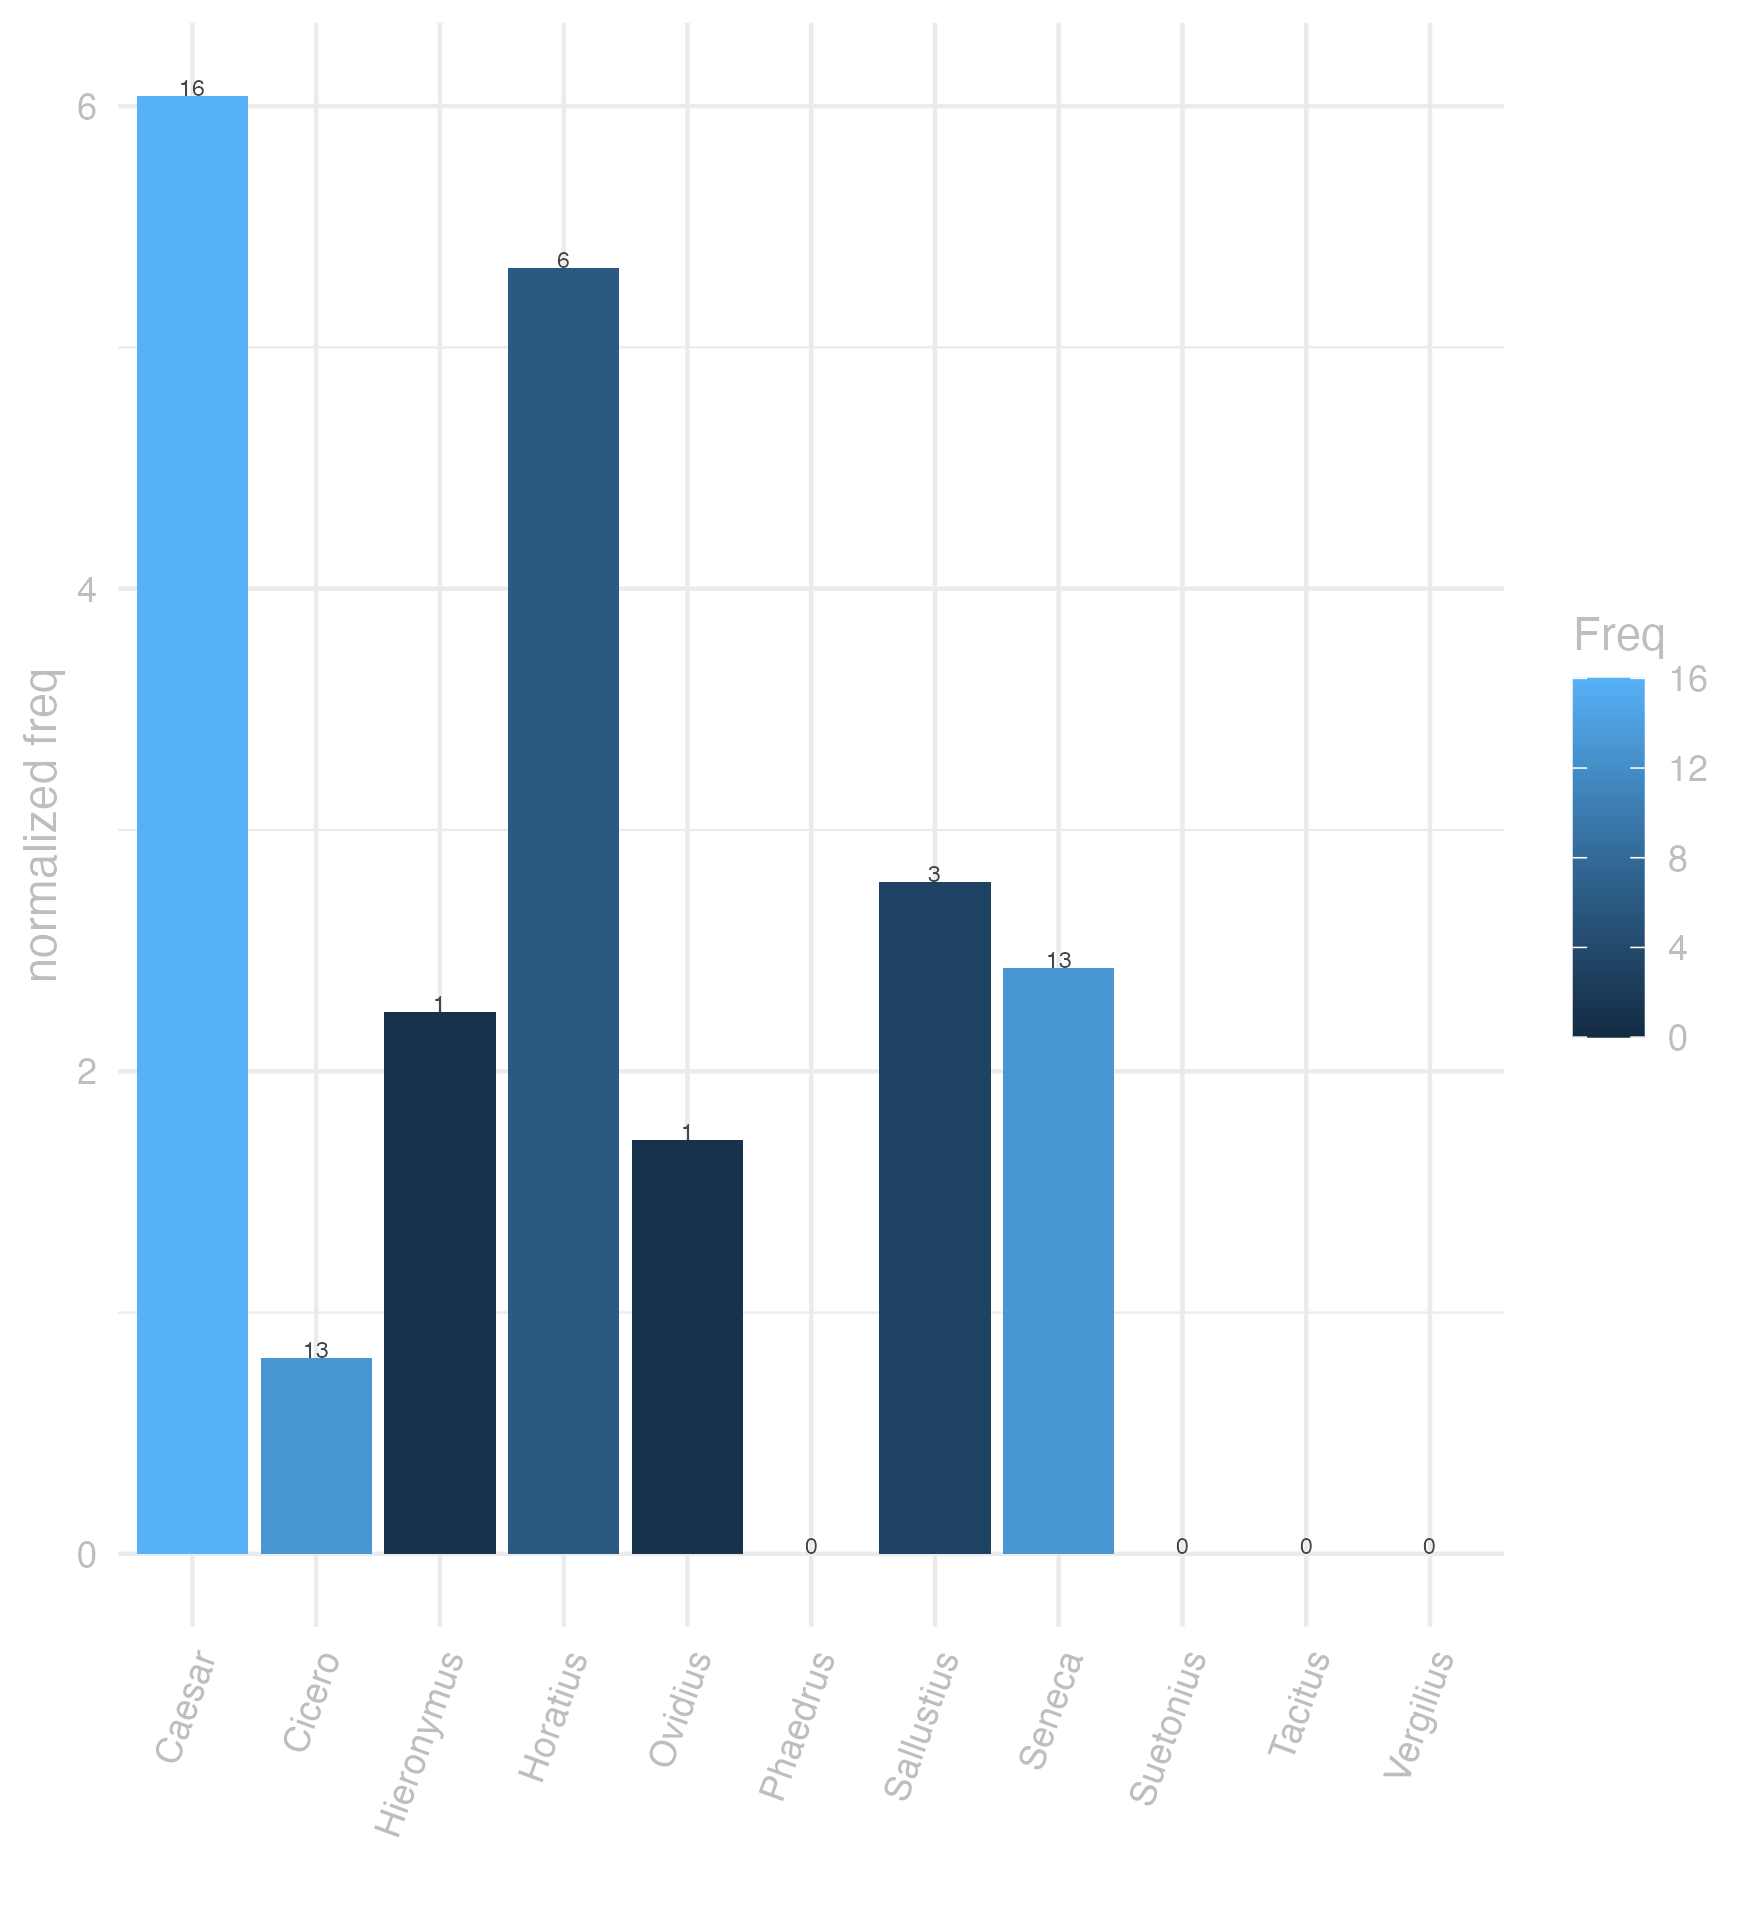 16
6
6
5
4
3
13
1
2
1
13
0
0
0
0
0
normalized freq
Caesar
Cicero
Hieronymus
Horatius
Ovidius
Phaedrus
Sallustius
Seneca
Suetonius
Tacitus
Vergilius
Freq
16
12
8
4
0